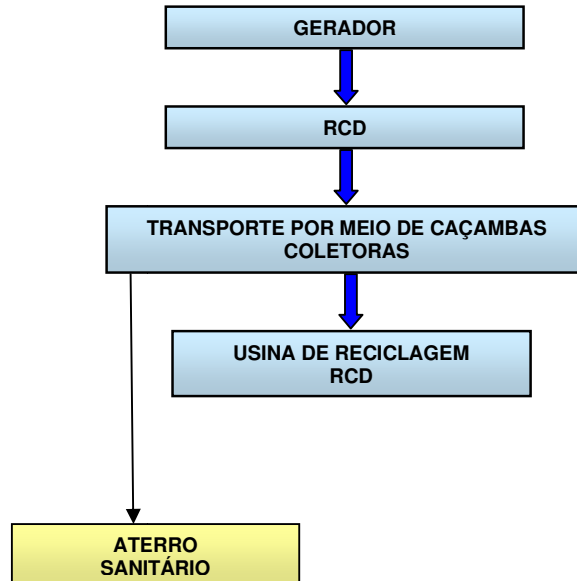 GERADOR
RCD
TRANSPORTE POR MEIO DE CAÇAMBAS
COLETORAS
USINA DE RECICLAGEM
RCD
ATERRO
SANITÁRIO